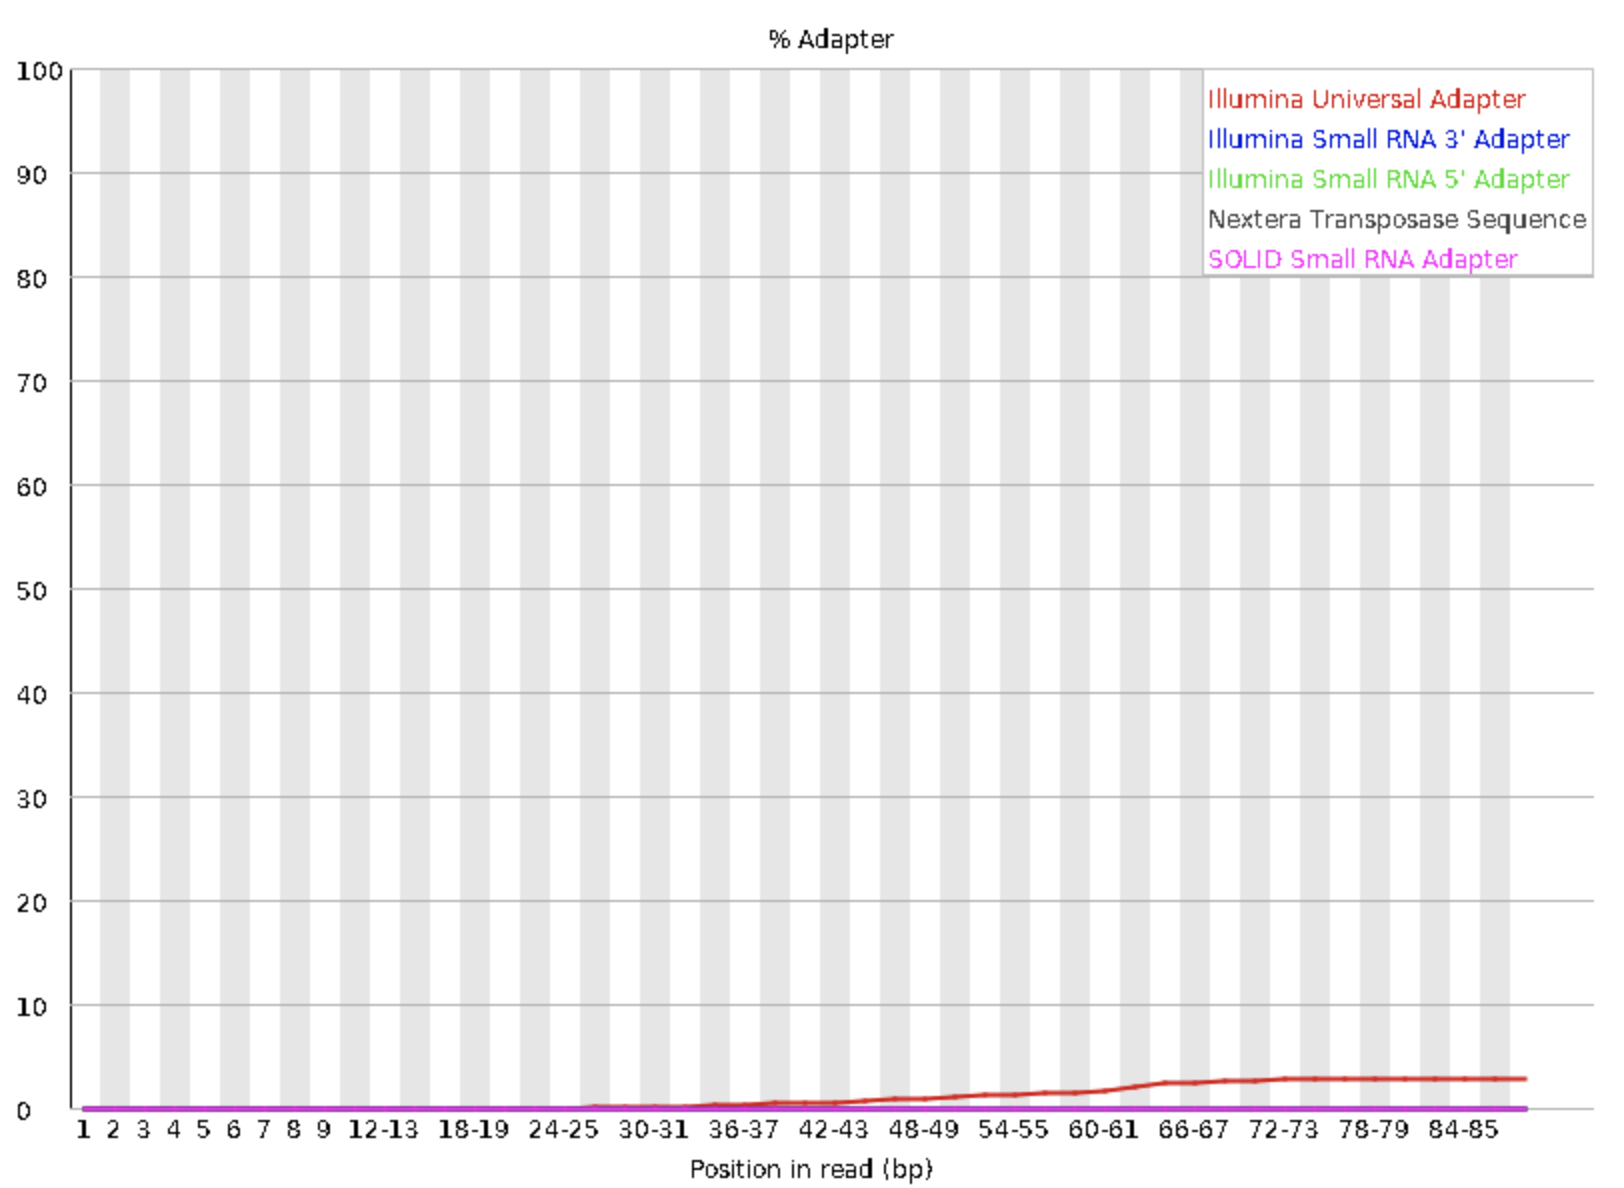 % Adapter
100
90
80
70
60
50
40
30
20
10
0
Illumina Universal Adapter
Illumina Small RNA 3' Adapter
Illumina Small RNA 5' Adapter
Nextera Transposase Sequence
SOLID Small RNA Adapter
1 2 3 4 5 6 7 8 9 12-13 18-19 24-25 30-31 36-37 42-43 48-49 54-55 60-61 66-67 72-73 78-79 84-85
Position in read (bp)